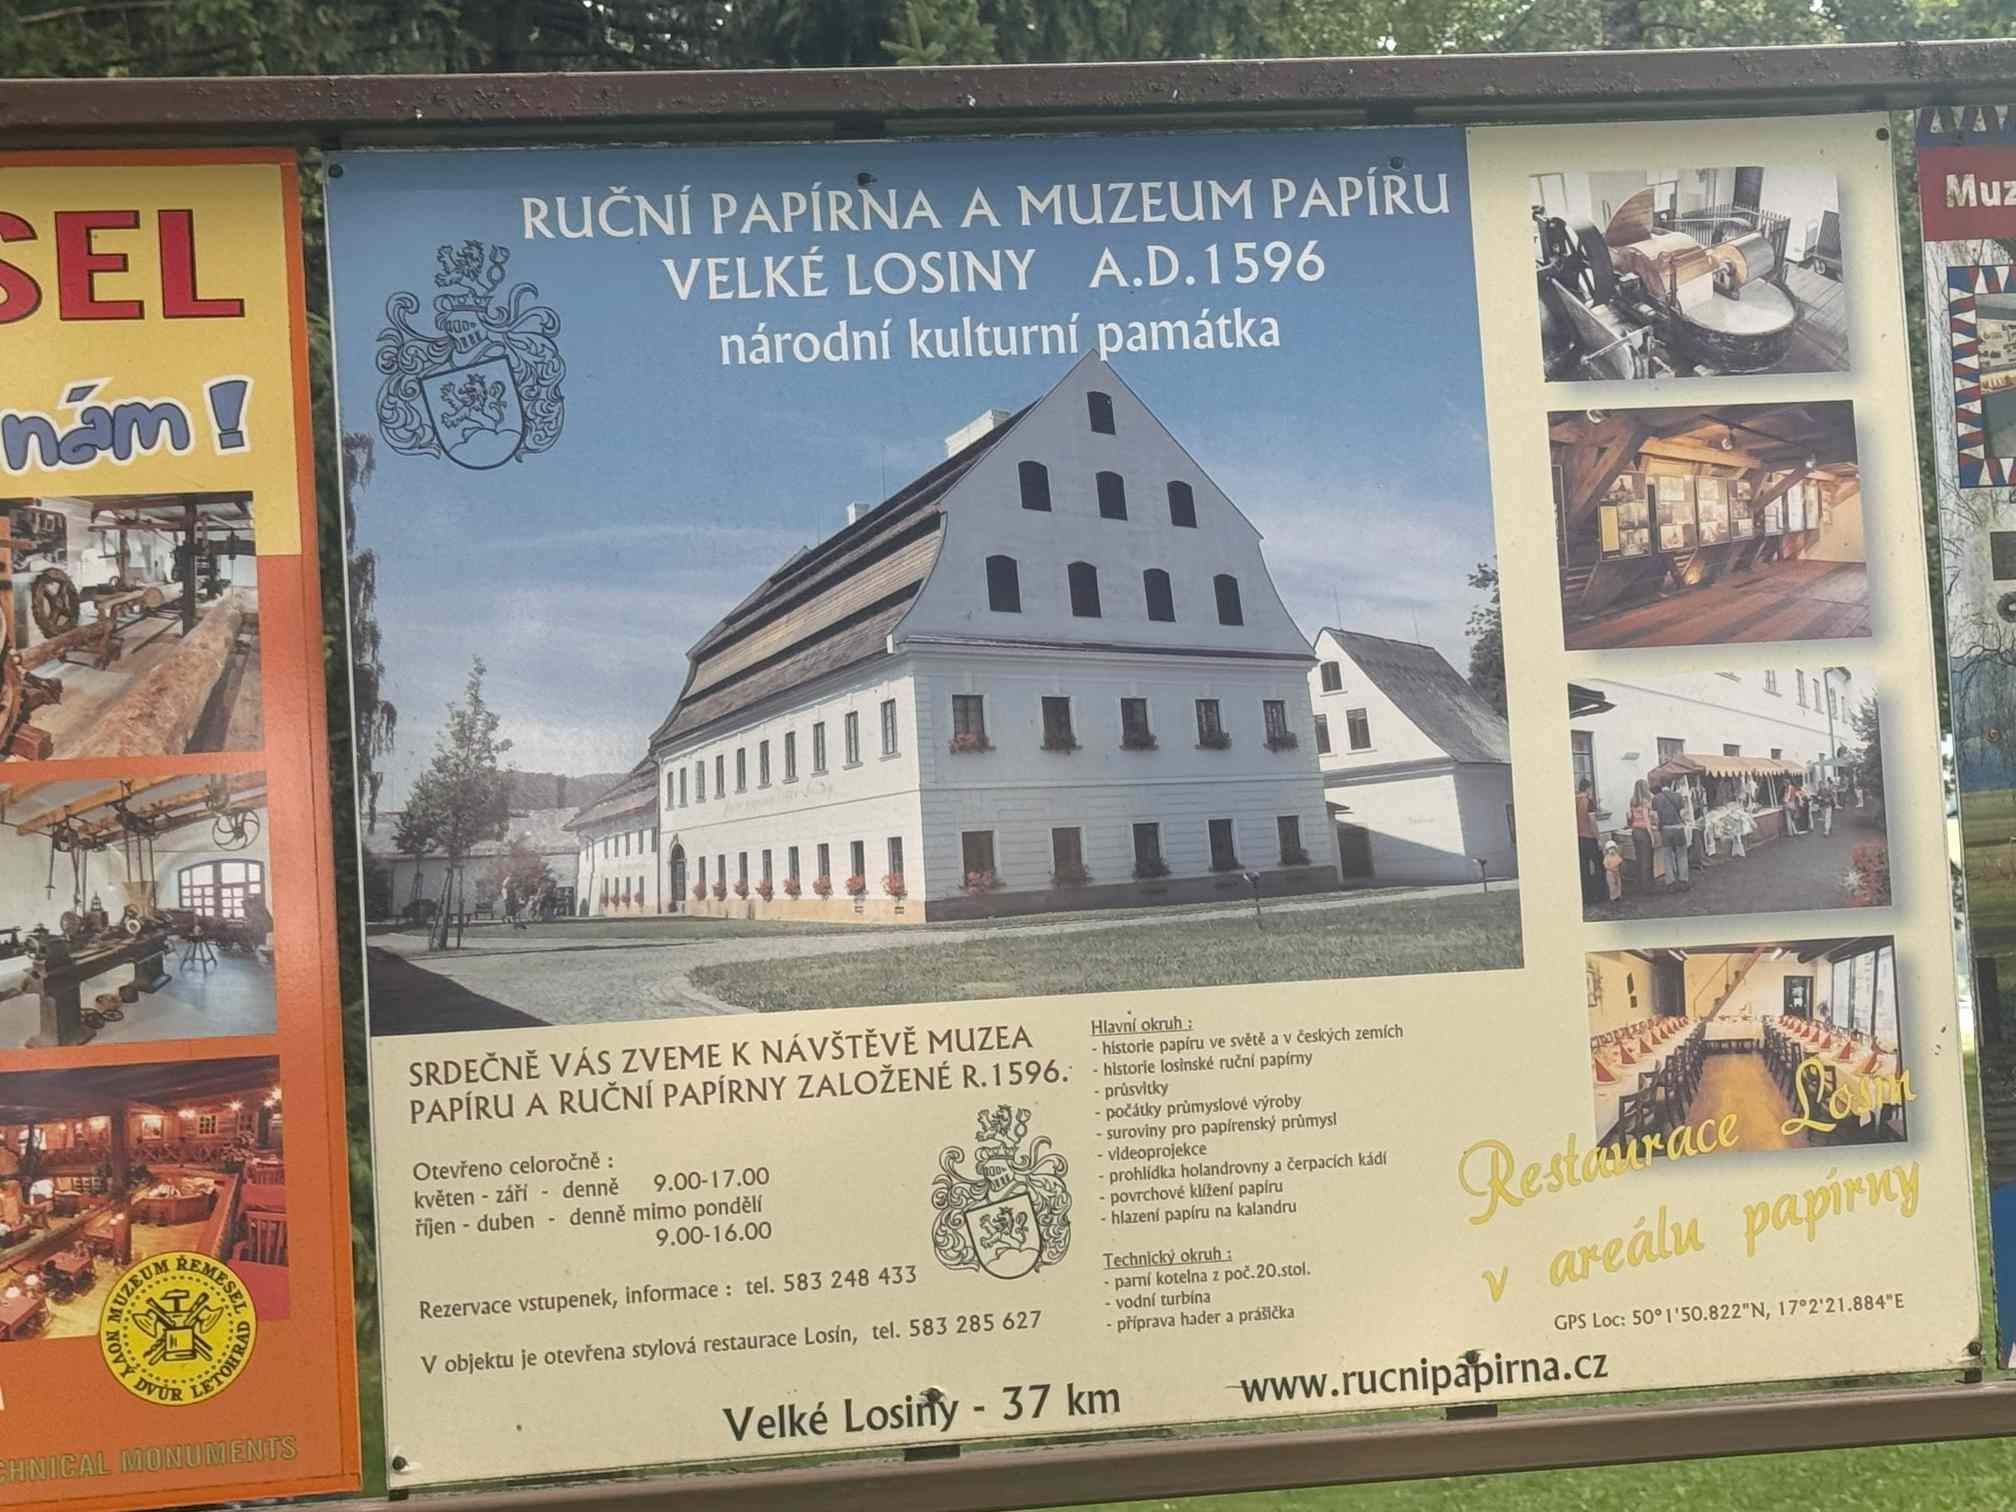 SEL
nám!
MUZEUM ŘEMESEL
NOVÝ DVŮR LETOHRAD
TECHNICAL MONUMENTS
RUČNÍ PAPÍRNA A MUZEUM PAPÍRU
VELKÉ LOSINY A.D.1596
národní kulturní památka
SRDEČNĚ VÁS ZVEME K NÁVŠTĚVĚ MUZEA
PAPÍRU A RUČNÍ PAPÍRNY ZALOŽENÉ R.1596.
Otevřeno celoročně :
květen - září - denně 9.00-17.00
říjen - duben - denně mimo pondělí
9.00-16.00
Rezervace vstupenek, informace : tel. 583 248 433
V objektu je otevřena stylová restaurace Losín, tel. 583 285 627
Hlavní okruh :
- historie papíru ve světě a v českých zemích
- historie losinské ruční papírny
- průsvitky
- počátky průmyslové výroby
- suroviny pro papírenský průmysl
- videoprojekce
- prohlídka holandrovny a čerpacích kádí
- povrchové klížení papíru
- hlazení papíru na kalandru
Technický okruh :
- parní kotelna z poč.20.stol.
- vodní turbína
- příprava hader a prášička
Restaurace Losín
v areálu papírny
GPS Loc: 50°1'50.822"N, 17°2'21.884"E
Velké Losiny - 37 km
www.rucnipapirna.cz
Muz